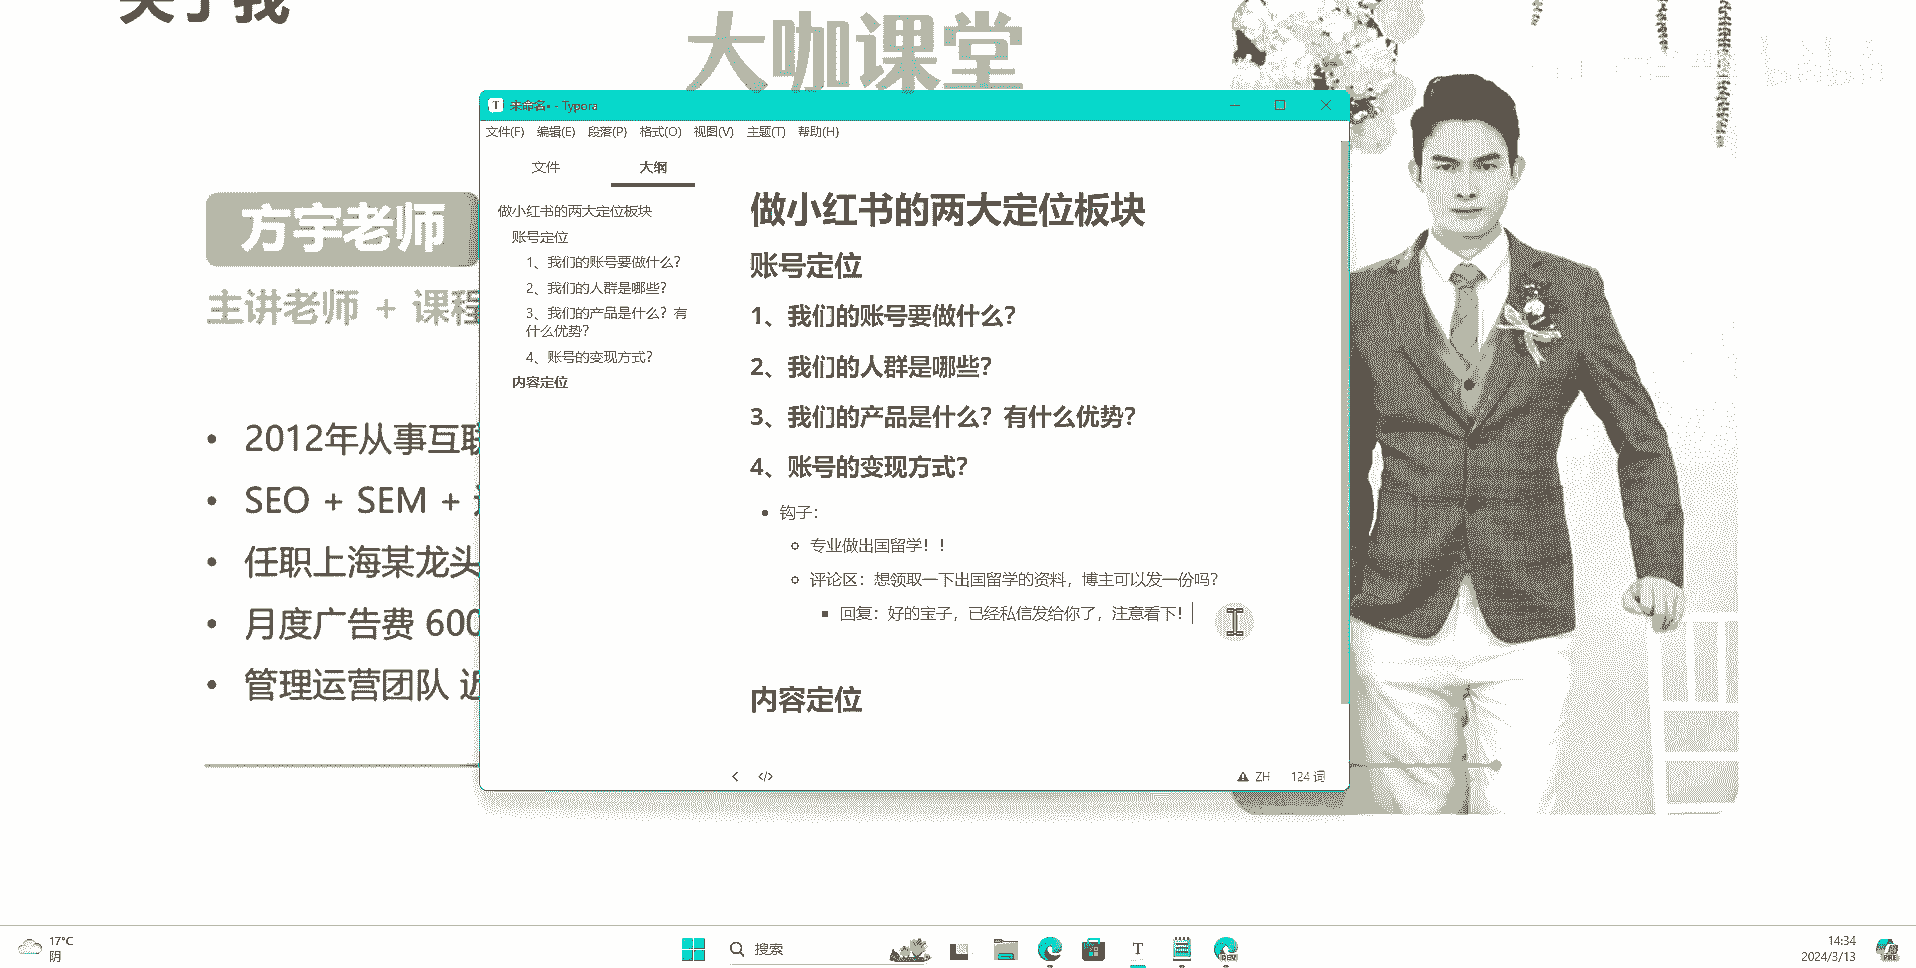 关于我
大咖课堂
bilibili
方宇老师
主讲老师 + 课程
2012年从事互联
SEO + SEM +
任职上海某龙头
月度广告费 600
管理运营团队 近
T 未命名• - Typora
文件(F) 编辑(E) 段落(P) 格式(O) 视图(V) 主题(T) 帮助(H)
文件 大纲
做小红书的两大定位板块
账号定位
1、我们的账号要做什么？
2、我们的人群是哪些？
3、我们的产品是什么？有
什么优势？
4、账号的变现方式？
内容定位
做小红书的两大定位板块
账号定位
1、我们的账号要做什么？
2、我们的人群是哪些？
3、我们的产品是什么？有什么优势？
4、账号的变现方式？
钩子：
专业做出国留学！！
评论区：想领取一下出国留学的资料，博主可以发一份吗？
回复：好的宝子，已经私信发给你了，注意看下！
内容定位
</> ZH 124 词
17°C
阴
搜索
T
DEV
14:34
2024/3/13
PRE